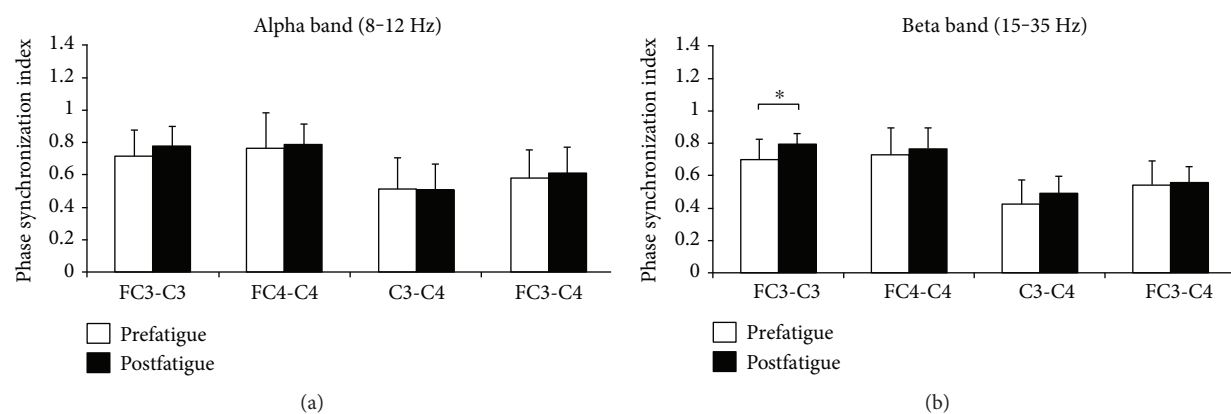 Alpha band (8–12 Hz)
Phase synchronization index
1.4
1.2
1
0.8
0.6
0.4
0.2
0
FC3-C3
FC4-C4
C3-C4
FC3-C4
Prefatigue
Postfatigue
(a)
Beta band (15–35 Hz)
Phase synchronization index
1.4
1.2
1
0.8
0.6
0.4
0.2
0
*
FC3-C3
FC4-C4
C3-C4
FC3-C4
Prefatigue
Postfatigue
(b)